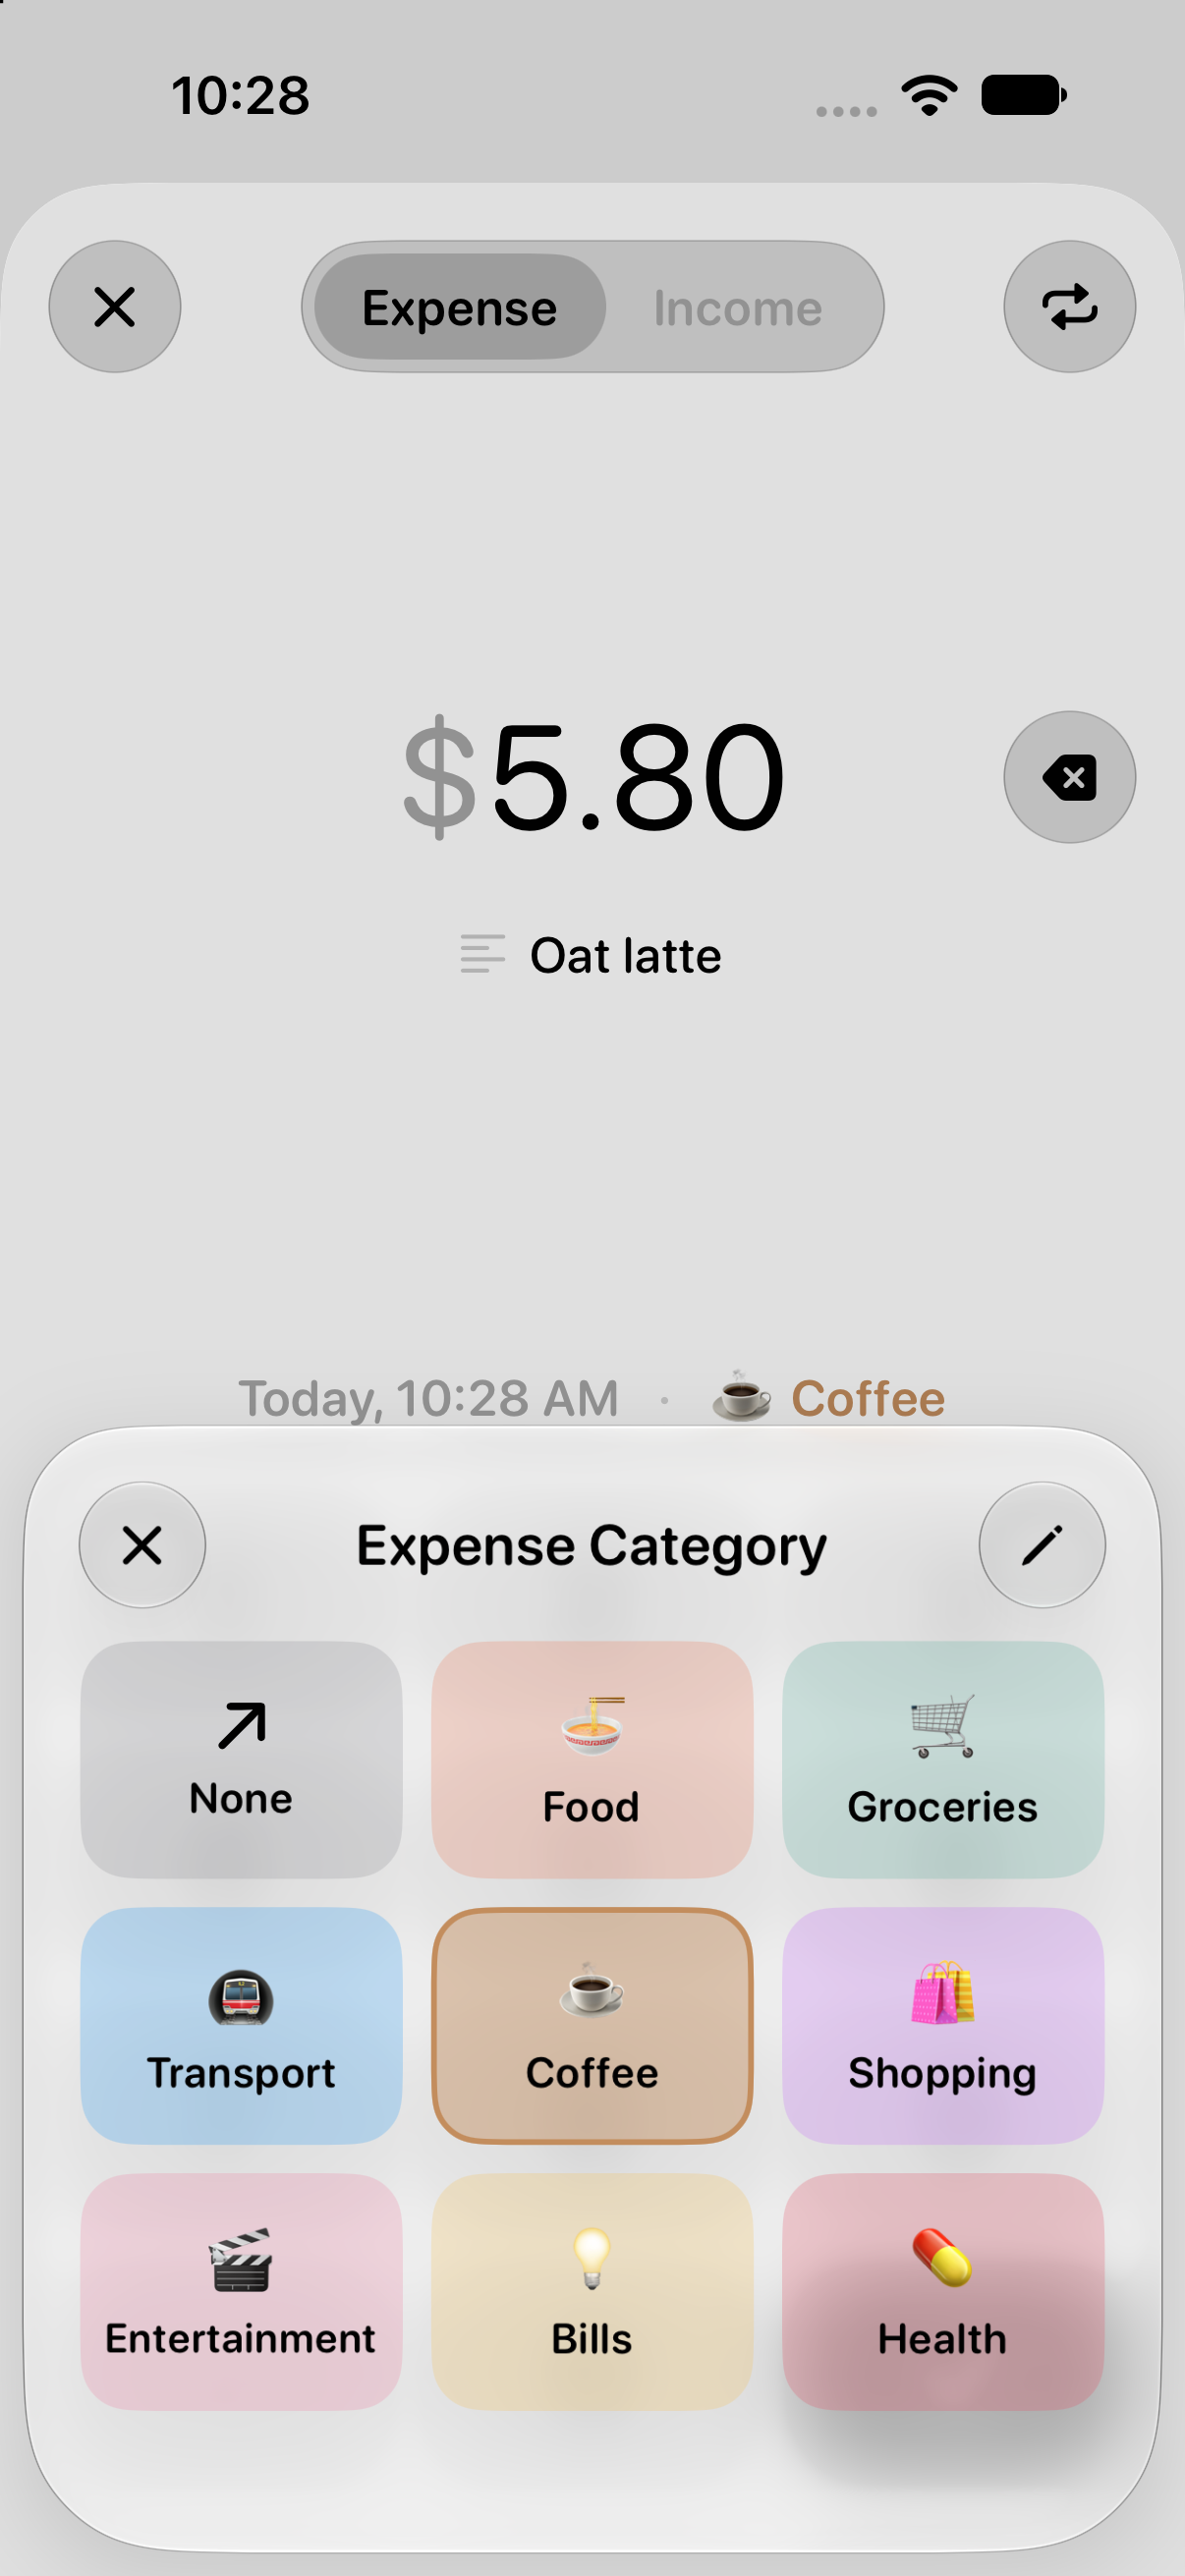 10:28
Expense Income
$5.80
Oat latte
Today, 10:28 AM · Coffee
Expense Category
None Food Groceries
Transport Coffee Shopping
Entertainment Bills Health